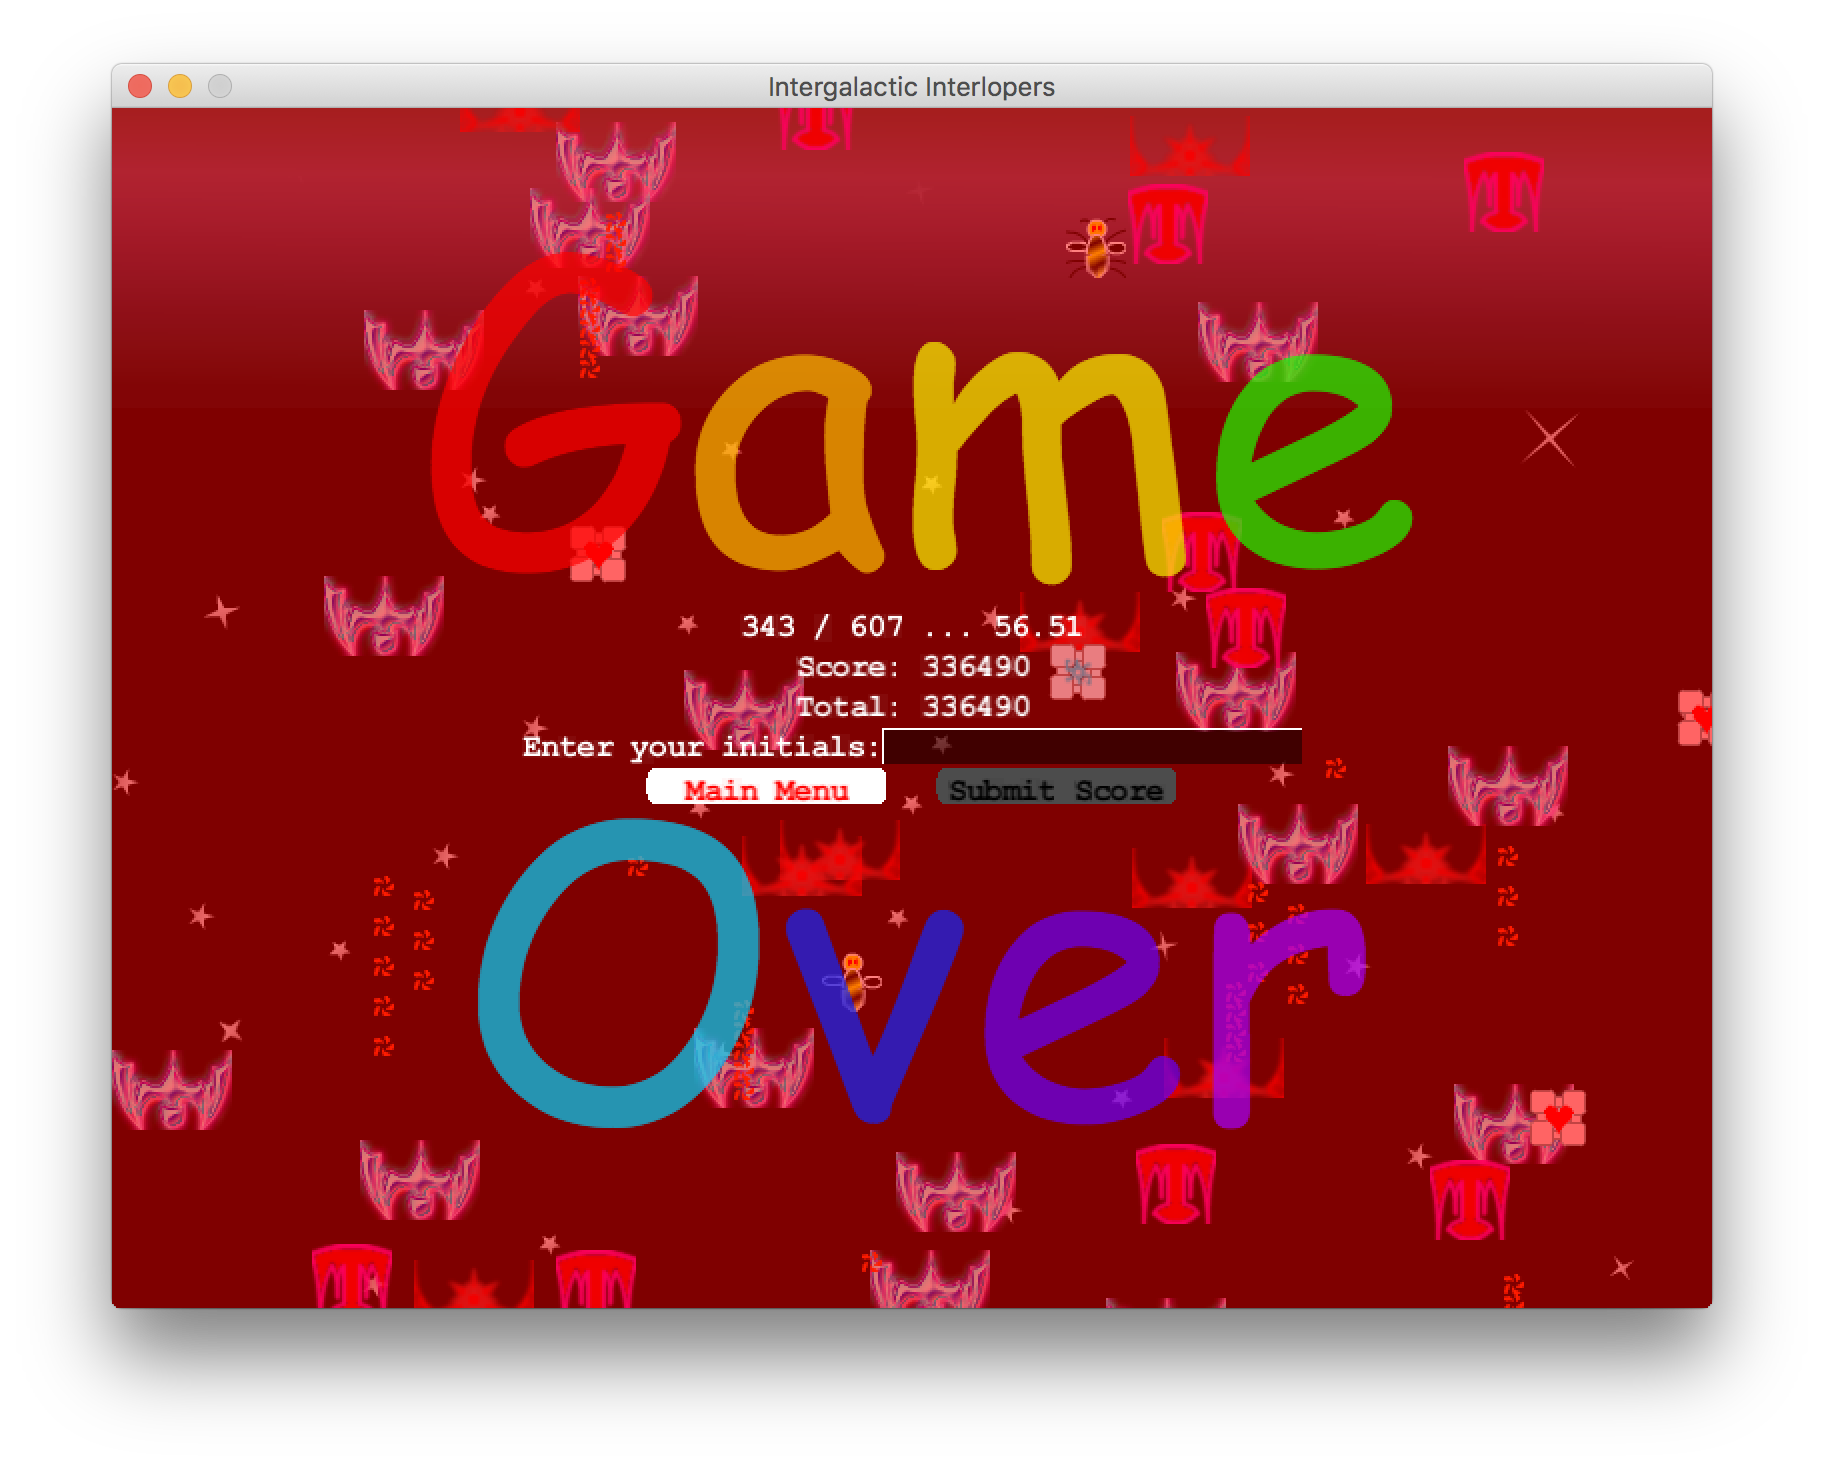 Intergalactic Interlopers
Game
343 / 607 ... 56.51
Score: 336490
Total: 336490
Enter your initials:
Main Menu Submit Score
Over